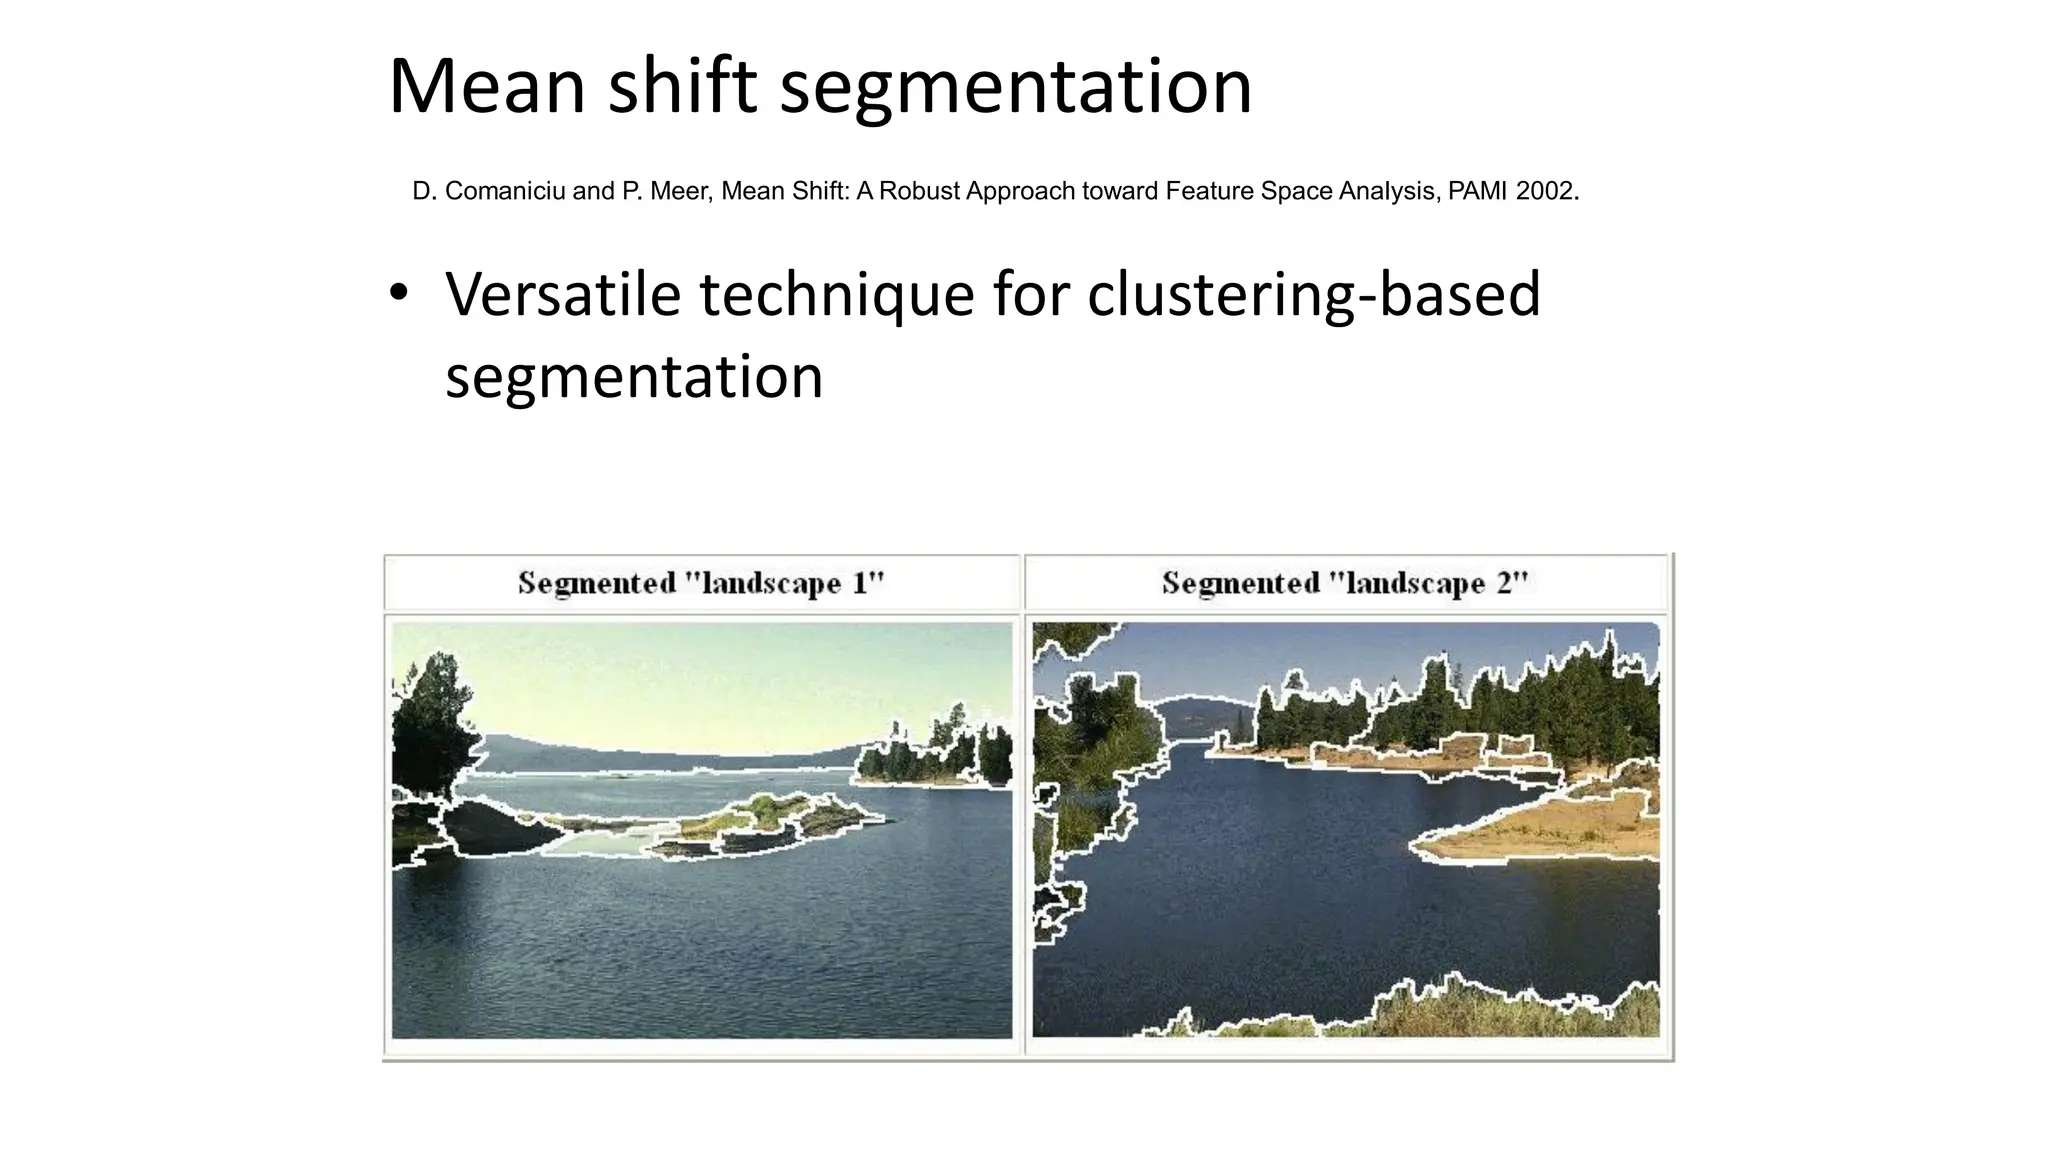 Mean shift segmentation
D. Comaniciu and P. Meer, Mean Shift: A Robust Approach toward Feature Space Analysis, PAMI 2002.
• Versatile technique for clustering-based
segmentation
Segmented "landscape 1"
Segmented "landscape 2"